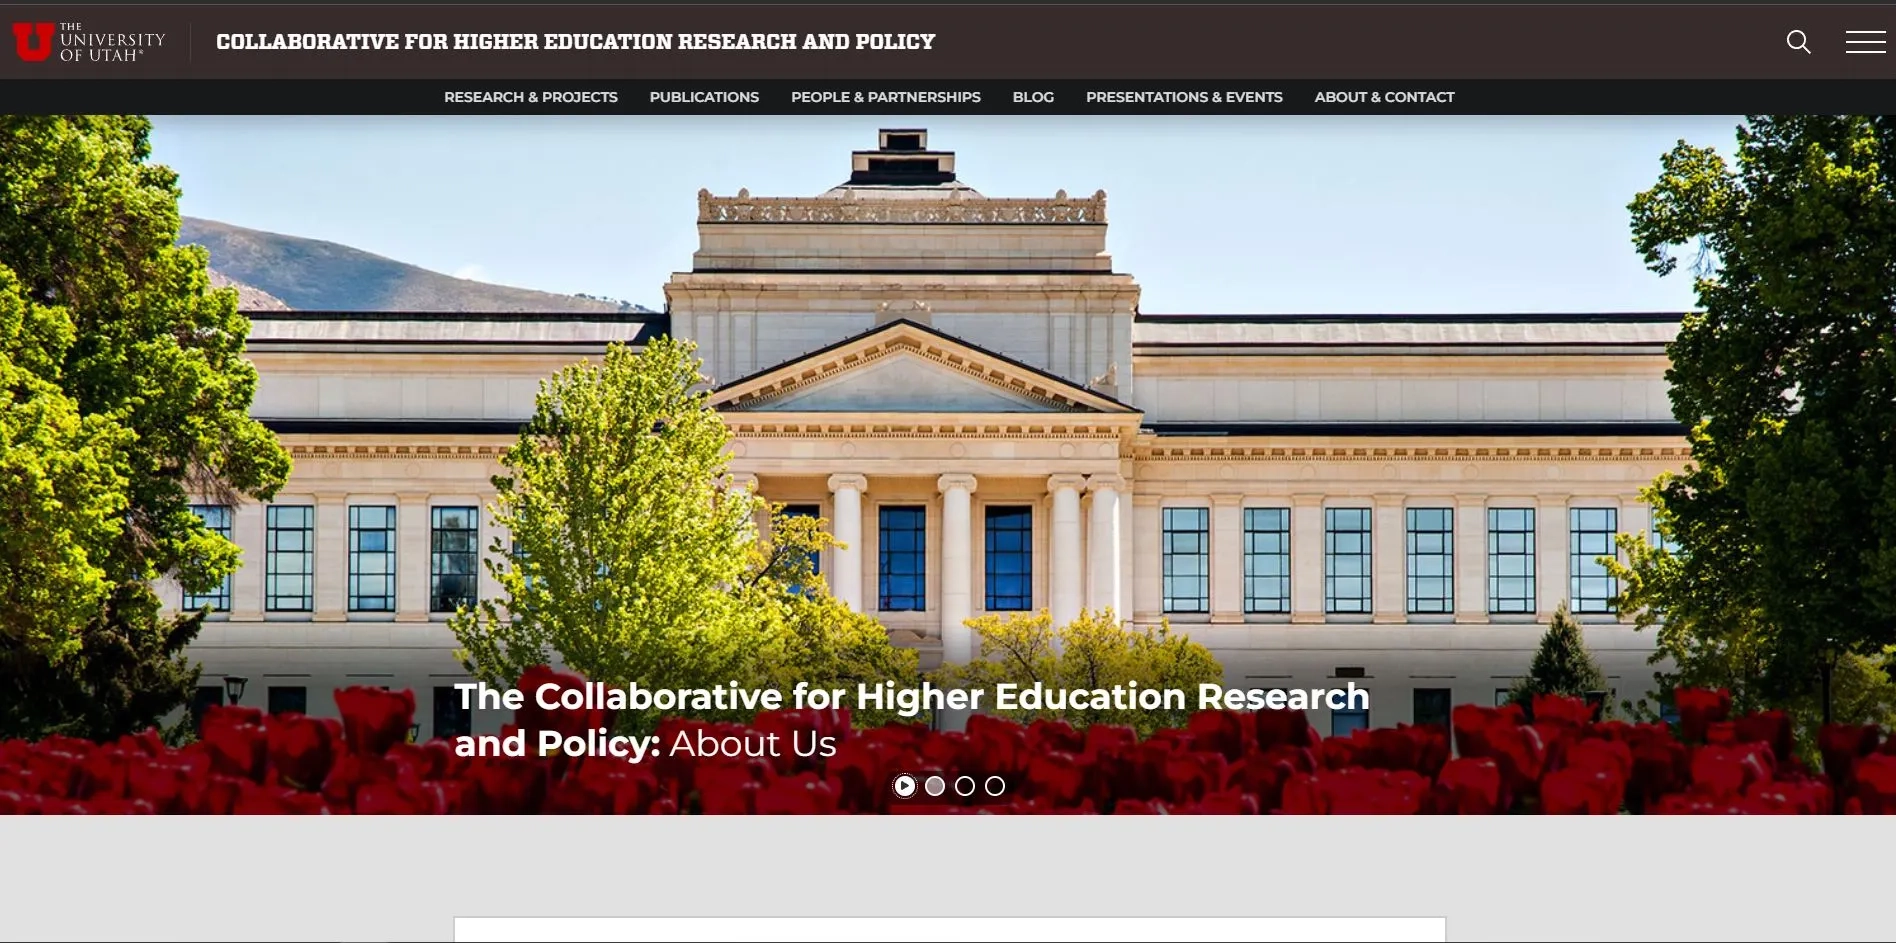 THE
UNIVERSITY
OF UTAH®
COLLABORATIVE FOR HIGHER EDUCATION RESEARCH AND POLICY
RESEARCH & PROJECTS PUBLICATIONS PEOPLE & PARTNERSHIPS BLOG PRESENTATIONS & EVENTS ABOUT & CONTACT
The Collaborative for Higher Education Research
and Policy: About Us